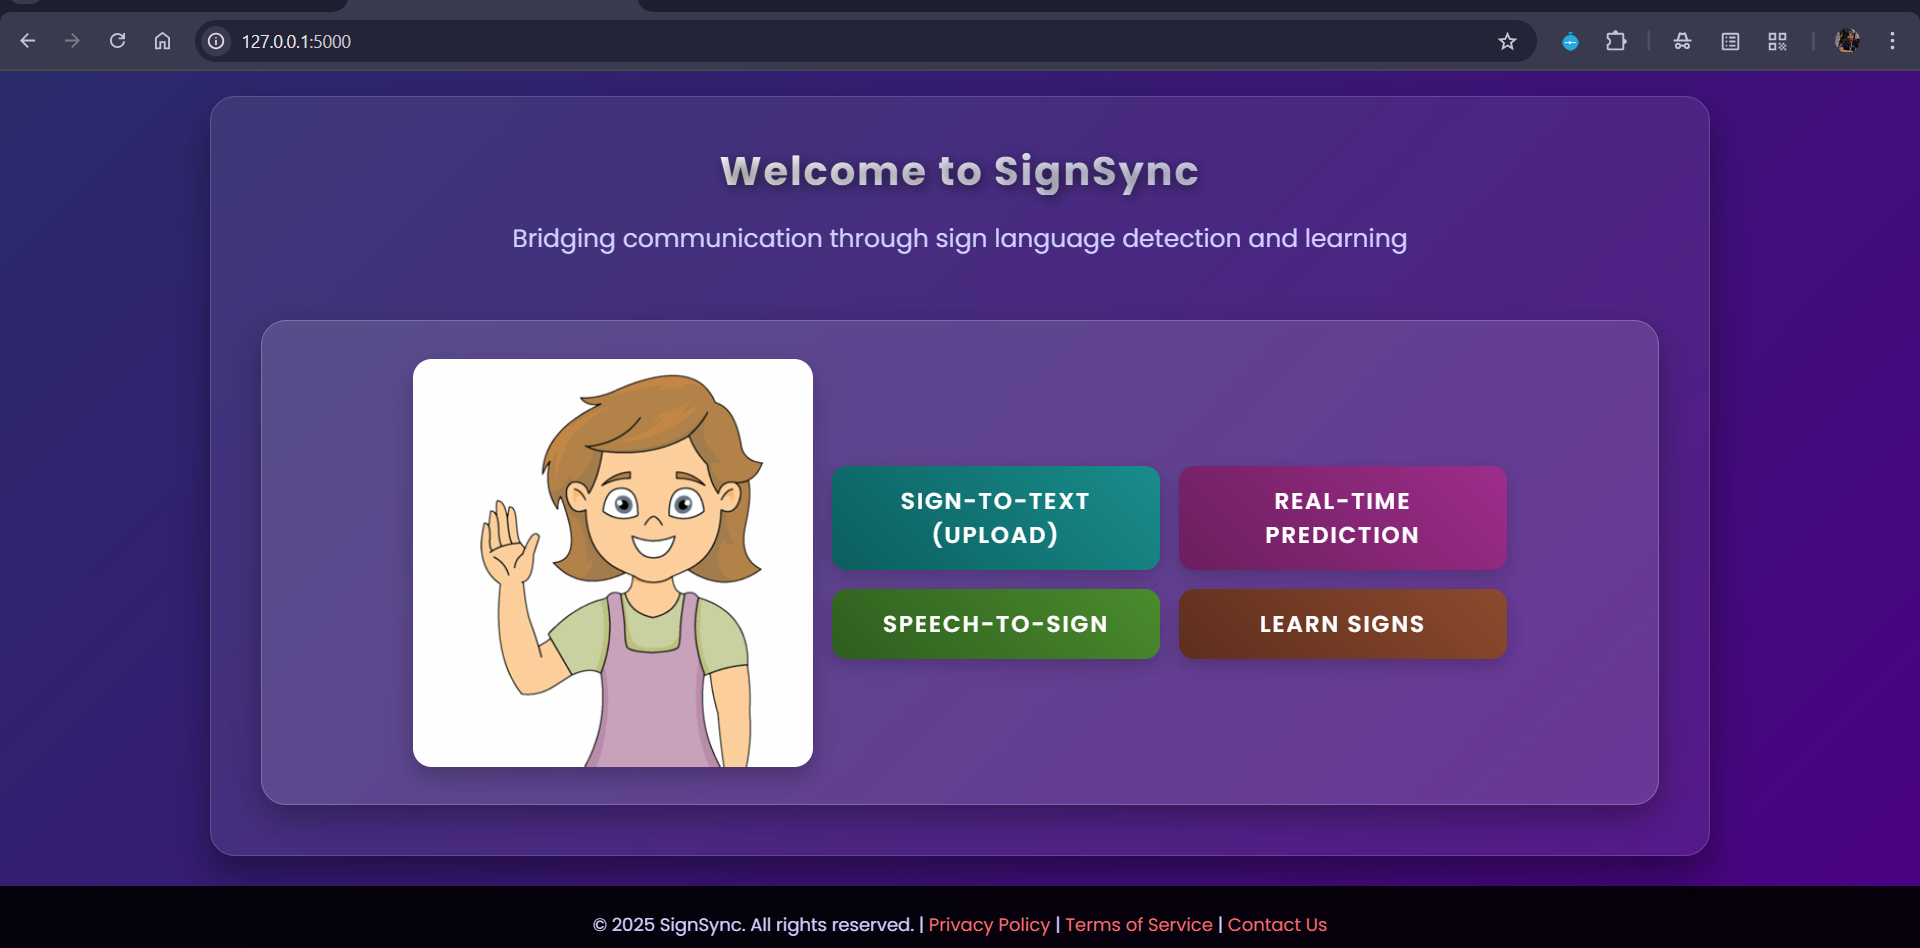 127.0.0.1:5000
Welcome to SignSync
Bridging communication through sign language detection and learning
SIGN-TO-TEXT
(UPLOAD)
REAL-TIME
PREDICTION
SPEECH-TO-SIGN
LEARN SIGNS
© 2025 SignSync. All rights reserved. | Privacy Policy | Terms of Service | Contact Us